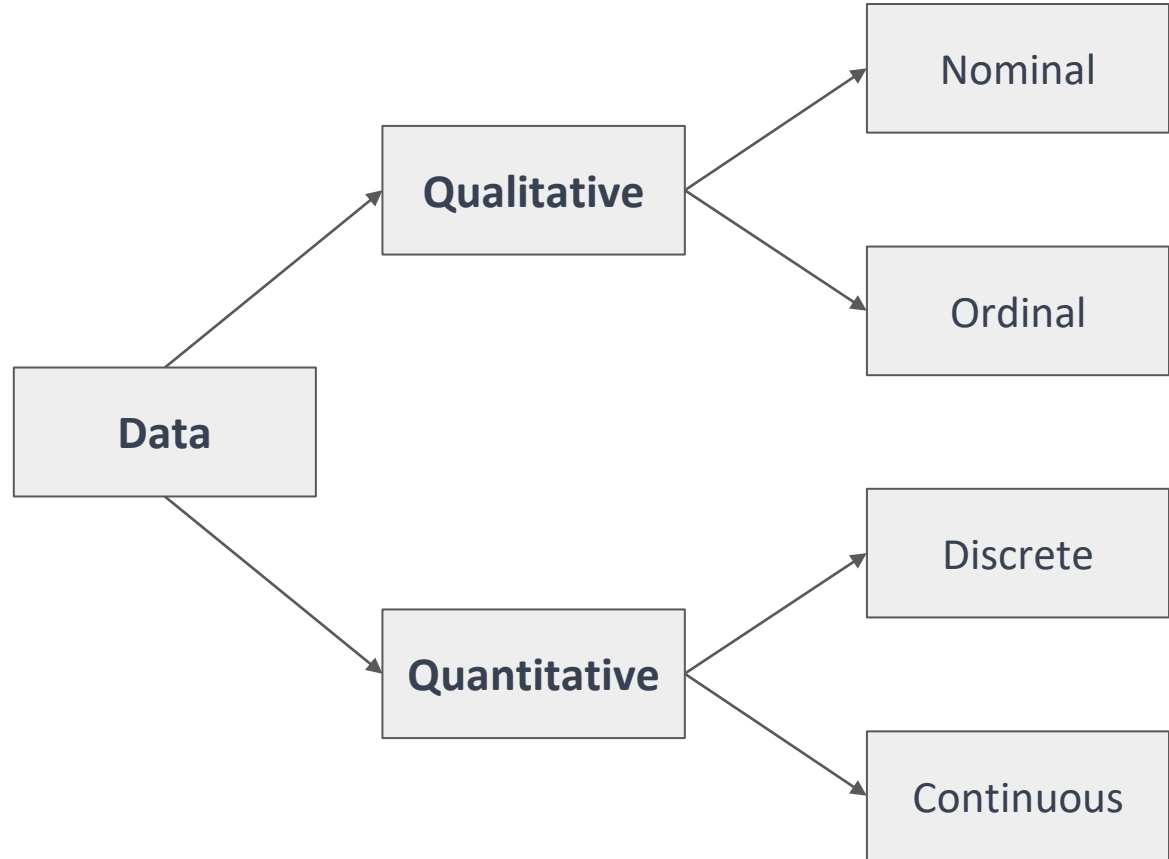 Nominal
Qualitative
Ordinal
Data
Discrete
Quantitative
Continuous